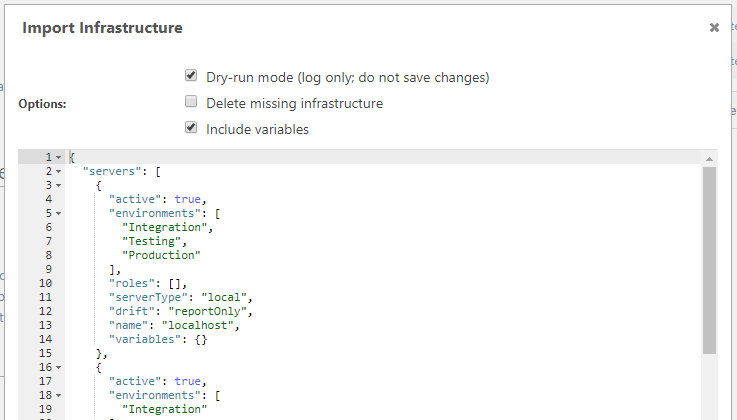 Import Infrastructure
Options:
Dry-run mode (log only; do not save changes)
Delete missing infrastructure
Include variables
1 {
2 "servers": [
3 {
4 "active": true,
5 "environments": [
6 "Integration",
7 "Testing",
8 "Production"
9 ],
10 "roles": [],
11 "serverType": "local",
12 "drift": "reportOnly",
13 "name": "localhost",
14 "variables": {}
15 },
16 {
17 "active": true,
18 "environments": [
19 "Integration"